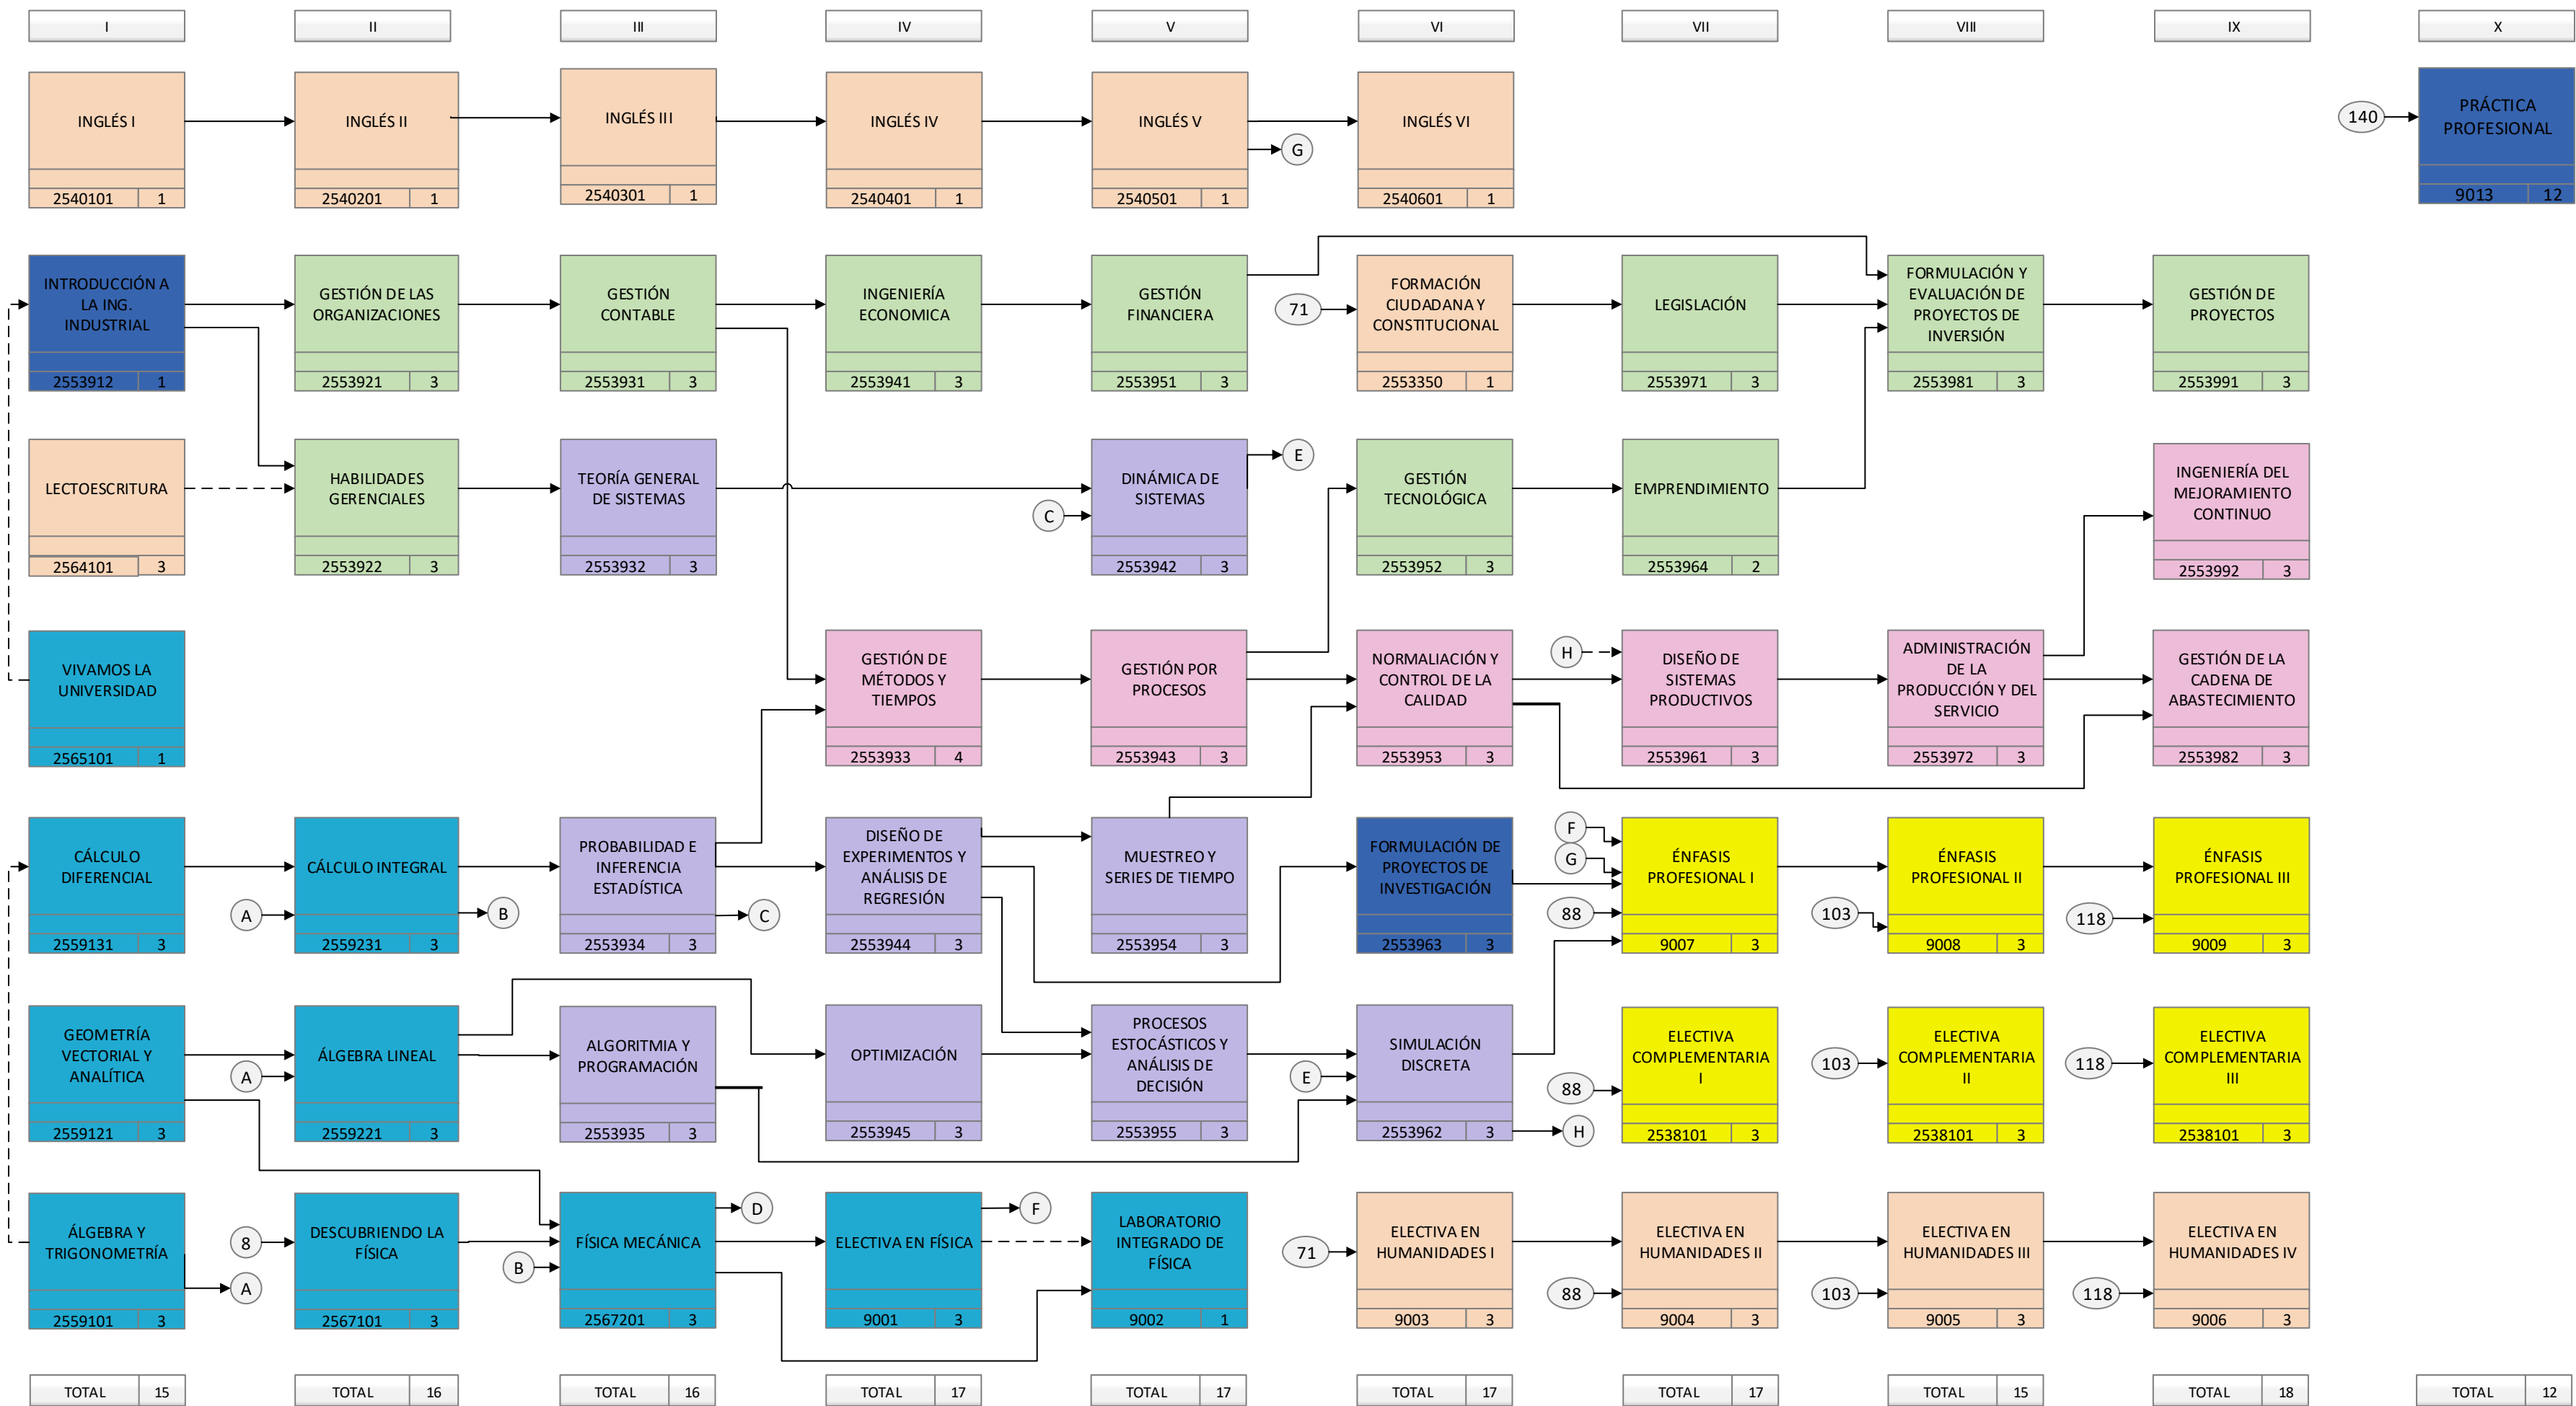 I
II
III
IV
V
VI
VII
VIII
IX
X
INGLÉS I
2540101 1
INGLÉS II
2540201 1
INGLÉS III
2540301 1
INGLÉS IV
2540401 1
INGLÉS V
2540501 1
G
INGLÉS VI
2540601 1
140
PRÁCTICA
PROFESIONAL
9013 12
INTRODUCCIÓN A
LA ING.
INDUSTRIAL
2553912 1
GESTIÓN DE LAS
ORGANIZACIONES
2553921 3
GESTIÓN
CONTABLE
2553931 3
INGENIERÍA
ECONOMICA
2553941 3
GESTIÓN
FINANCIERA
2553951 3
71
FORMACIÓN
CIUDADANA Y
CONSTITUCIONAL
2553350 1
LEGISLACIÓN
2553971 3
FORMULACIÓN Y
EVALUACIÓN DE
PROYECTOS DE
INVERSIÓN
2553981 3
GESTIÓN DE
PROYECTOS
2553991 3
LECTOESCRITURA
2564101 3
HABILIDADES
GERENCIALES
2553922 3
TEORÍA GENERAL
DE SISTEMAS
2553932 3
C
DINÁMICA DE
SISTEMAS
2553942 3
E
GESTIÓN
TECNOLÓGICA
2553952 3
EMPRENDIMIENTO
2553964 2
INGENIERÍA DEL
MEJORAMIENTO
CONTINUO
2553992 3
VIVAMOS LA
UNIVERSIDAD
2565101 1
GESTIÓN DE
MÉTODOS Y
TIEMPOS
2553933 4
GESTIÓN POR
PROCESOS
2553943 3
NORMALIACIÓN Y
CONTROL DE LA
CALIDAD
2553953 3
H
DISEÑO DE
SISTEMAS
PRODUCTIVOS
2553961 3
ADMINISTRACIÓN
DE LA
PRODUCCIÓN Y DEL
SERVICIO
2553972 3
GESTIÓN DE LA
CADENA DE
ABASTECIMIENTO
2553982 3
CÁLCULO
DIFERENCIAL
2559131 3
A
CÁLCULO INTEGRAL
2559231 3
B
PROBABILIDAD E
INFERENCIA
ESTADÍSTICA
2553934 3
C
DISEÑO DE
EXPERIMENTOS Y
ANÁLISIS DE
REGRESIÓN
2553944 3
MUESTREO Y
SERIES DE TIEMPO
2553954 3
FORMULACIÓN DE
PROYECTOS DE
INVESTIGACIÓN
2553963 3
F
G
88
ÉNFASIS
PROFESIONAL I
9007 3
103
ÉNFASIS
PROFESIONAL II
9008 3
118
ÉNFASIS
PROFESIONAL III
9009 3
GEOMETRÍA
VECTORIAL Y
ANALÍTICA
2559121 3
A
ÁLGEBRA LINEAL
2559221 3
ALGORITMIA Y
PROGRAMACIÓN
2553935 3
OPTIMIZACIÓN
2553945 3
PROCESOS
ESTOCÁSTICOS Y
ANÁLISIS DE
DECISIÓN
2553955 3
E
SIMULACIÓN
DISCRETA
2553962 3
H
88
ELECTIVA
COMPLEMENTARIA
I
2538101 3
103
ELECTIVA
COMPLEMENTARIA
II
2538101 3
118
ELECTIVA
COMPLEMENTARIA
III
2538101 3
ÁLGEBRA Y
TRIGONOMETRÍA
2559101 3
A
8
DESCUBRIENDO LA
FÍSICA
2567101 3
B
FÍSICA MECÁNICA
2567201 3
D
ELECTIVA EN FÍSICA
9001 3
F
LABORATORIO
INTEGRADO DE
FÍSICA
9002 1
71
ELECTIVA EN
HUMANIDADES I
9003 3
88
ELECTIVA EN
HUMANIDADES II
9004 3
103
ELECTIVA EN
HUMANIDADES III
9005 3
118
ELECTIVA EN
HUMANIDADES IV
9006 3
TOTAL 15
TOTAL 16
TOTAL 16
TOTAL 17
TOTAL 17
TOTAL 17
TOTAL 17
TOTAL 15
TOTAL 18
TOTAL 12